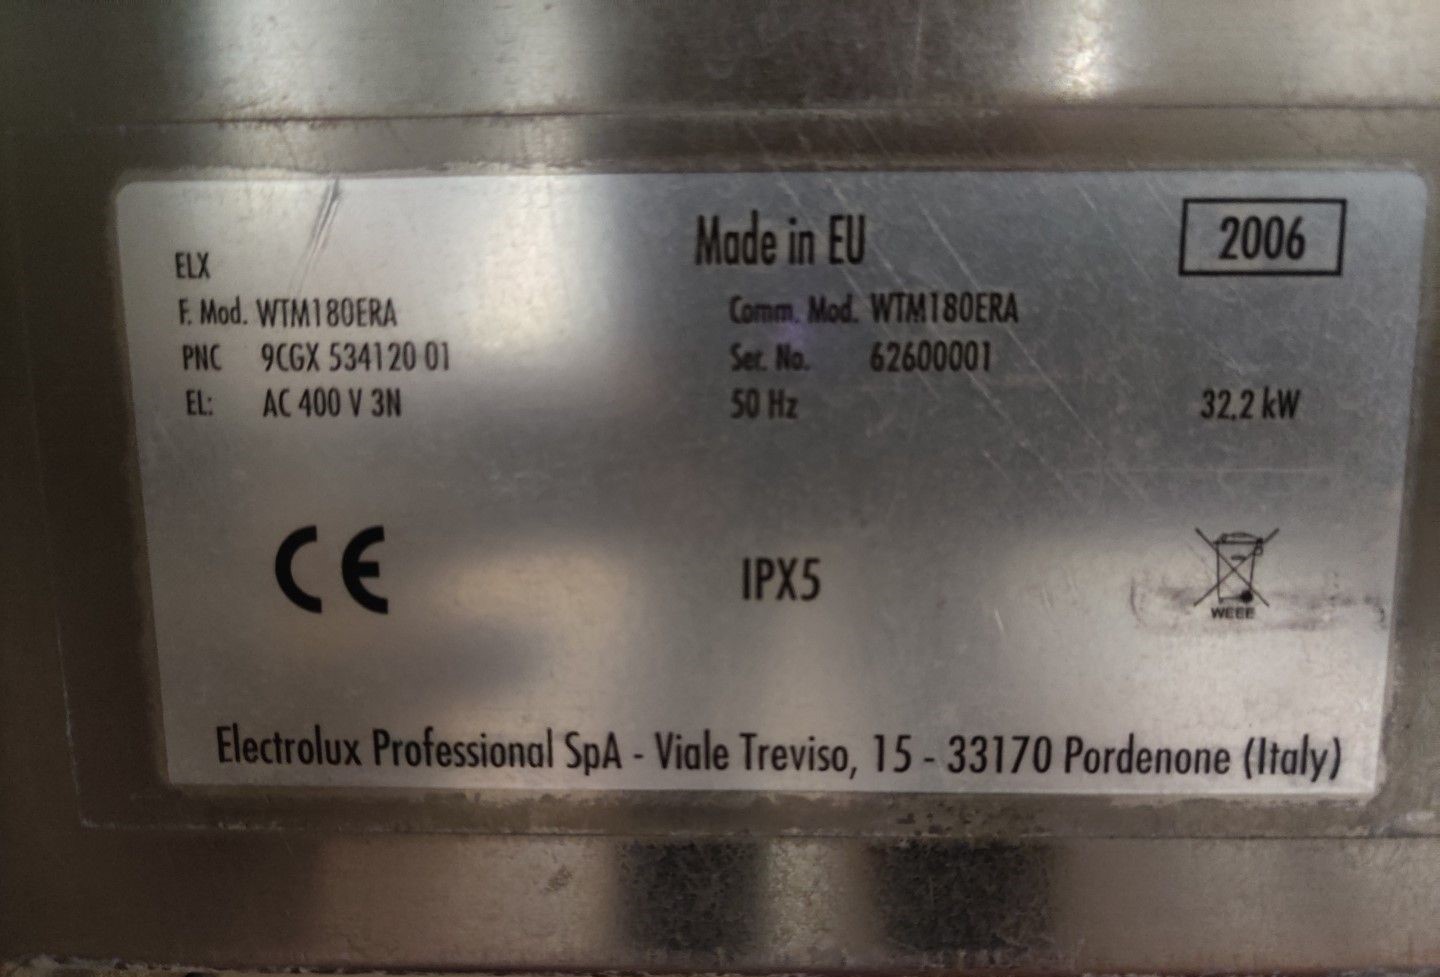 Made in EU 2006
ELX
F. Mod. WTM180ERA Comm. Mod. WTM180ERA
PNC 9CGX 534120 01 Ser. No. 62600001
EL: AC 400 V 3N 50 Hz 32.2 kW
CE IPX5
WEEE
Electrolux Professional SpA - Viale Treviso, 15 - 33170 Pordenone (Italy)